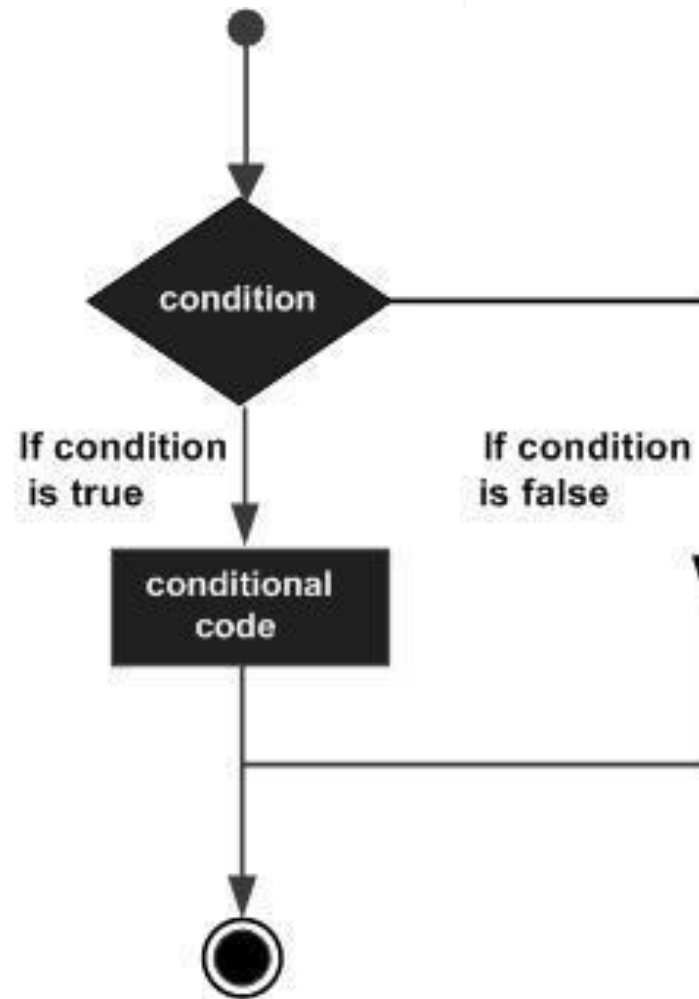 condition
If condition
is true
If condition
is false
conditional
code